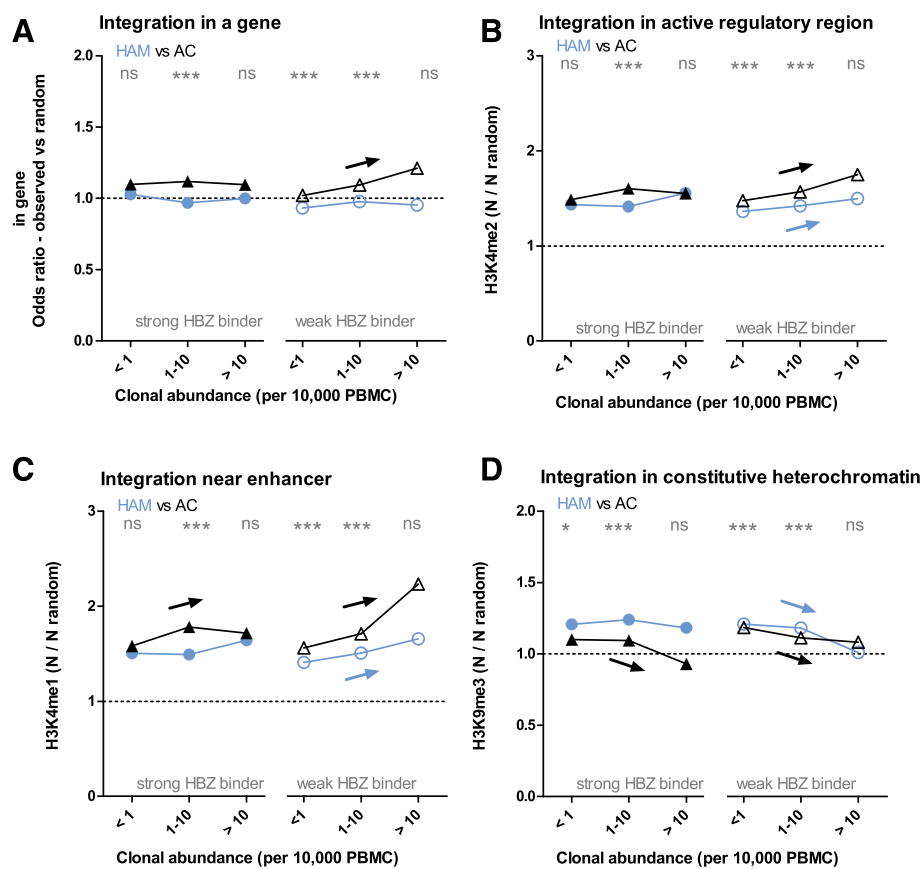 A
Integration in a gene
HAM vs AC
ns *** ns *** *** ns
in gene
Odds ratio - observed vs random
2.0
1.5
1.0
0.5
0.0
strong HBZ binder
weak HBZ binder
< 1 1-10 > 10 <1 1-10 > 10
Clonal abundance (per 10,000 PBMC)
B
Integration in active regulatory region
HAM vs AC
ns *** ns *** *** ns
H3K4me2 (N / N random)
3
2
1
0
strong HBZ binder
weak HBZ binder
< 1 1-10 > 10 <1 1-10 > 10
Clonal abundance (per 10,000 PBMC)
C
Integration near enhancer
HAM vs AC
ns *** ns *** *** ns
H3K4me1 (N / N random)
3
2
1
0
strong HBZ binder
weak HBZ binder
< 1 1-10 > 10 <1 1-10 > 10
Clonal abundance (per 10,000 PBMC)
D
Integration in constitutive heterochromatin
HAM vs AC
* *** ns *** *** ns
H3K9me3 (N / N random)
2.0
1.5
1.0
0.5
0.0
strong HBZ binder
weak HBZ binder
< 1 1-10 > 10 <1 1-10 > 10
Clonal abundance (per 10,000 PBMC)